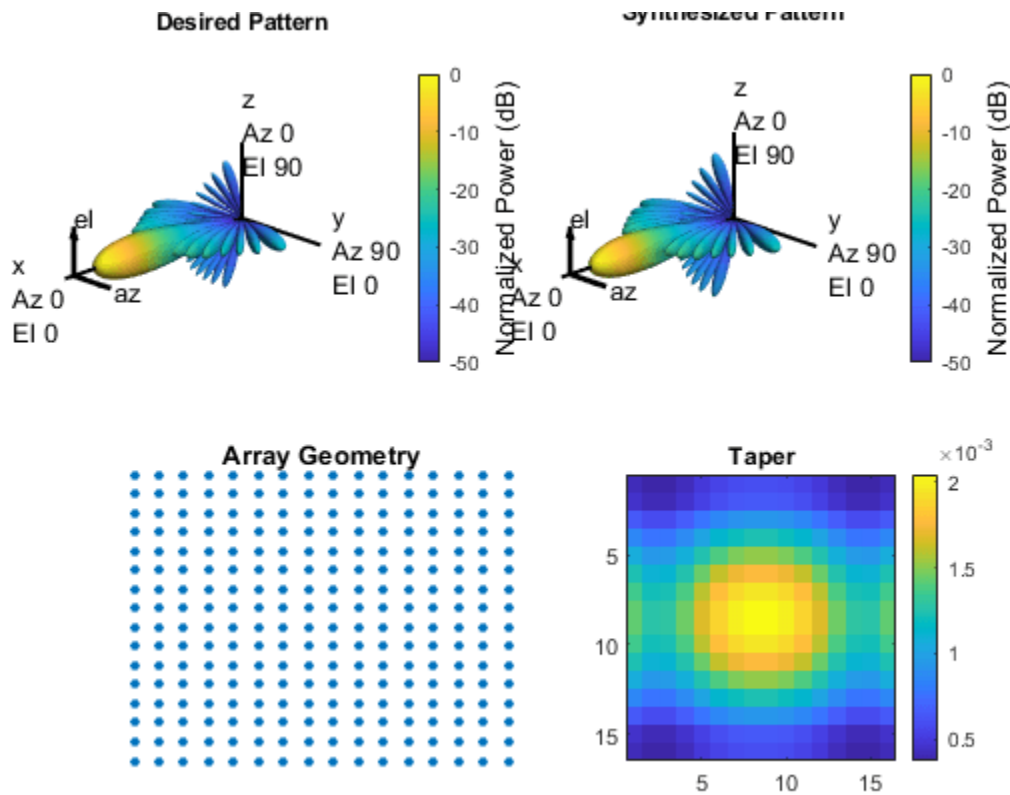 Desired Pattern
Synthesized Pattern
z
Az 0
El 90
y
Az 90
El 0
el
x
Az 0
El 0
az
0
-10
-20
-30
-40
-50
Normalized Power (dB)
z
Az 0
El 90
y
Az 90
El 0
el
x
Az 0
El 0
az
0
-10
-20
-30
-40
-50
Normalized Power (dB)
Array Geometry
Taper
×10⁻³
5
10
15
5
10
15
2
1.5
1
0.5